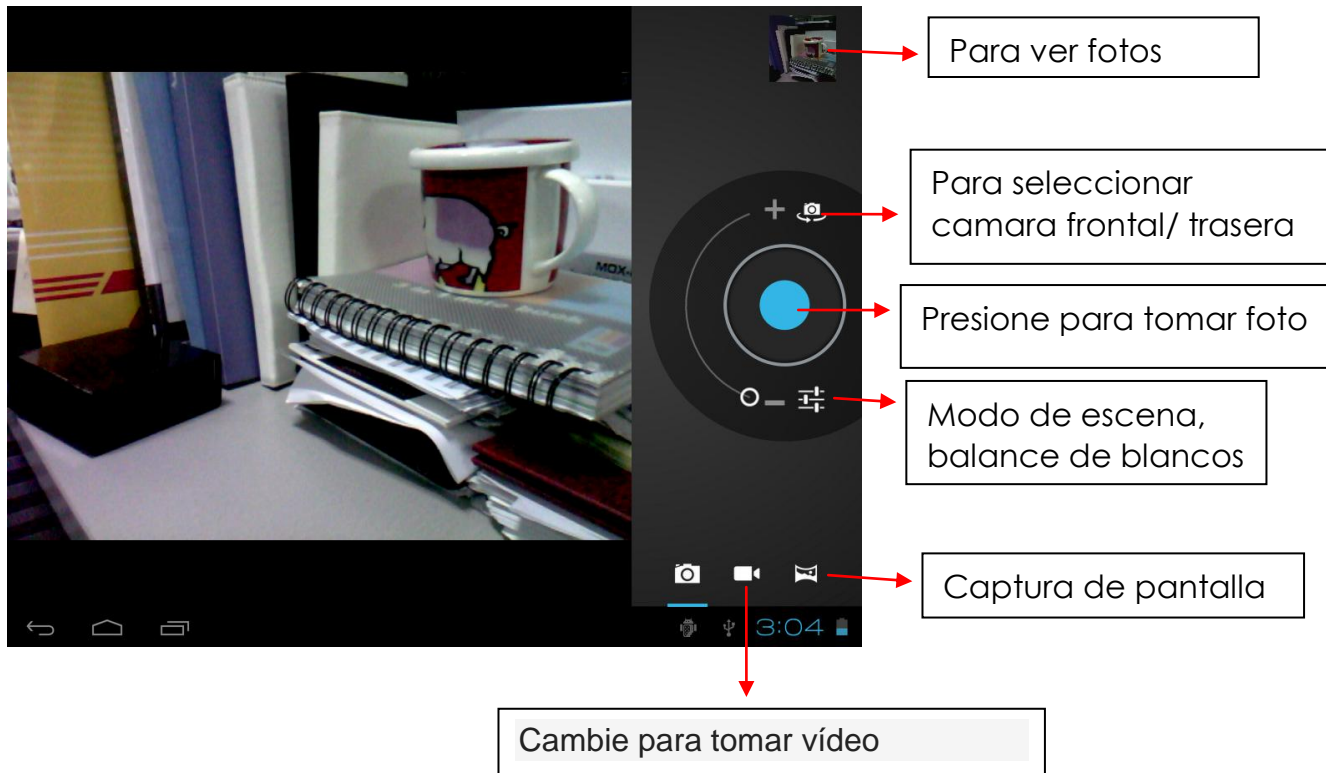 Para ver fotos
Para seleccionar
camara frontal/ trasera
MOX
Presione para tomar foto
Modo de escena,
balance de blancos
Captura de pantalla
3:04
Cambie para tomar vídeo